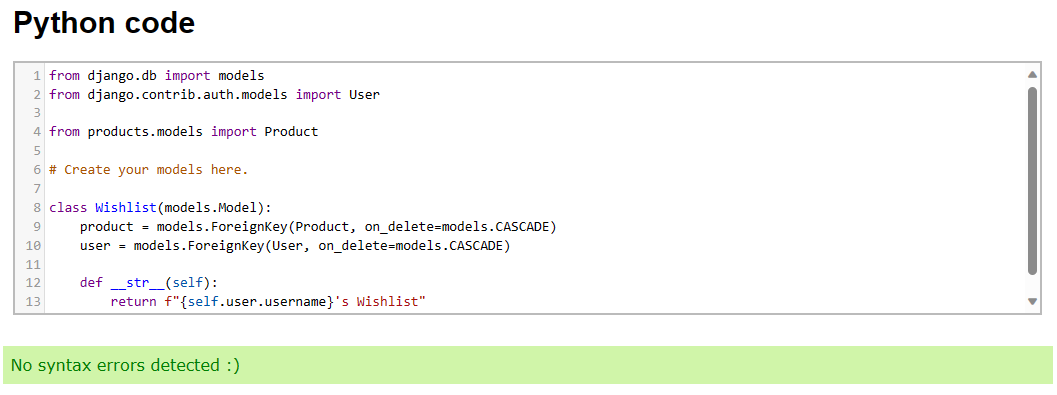 Python code
1 from django.db import models
2 from django.contrib.auth.models import User
3
4 from products.models import Product
5
6 # Create your models here.
7
8 class Wishlist(models.Model):
9     product = models.ForeignKey(Product, on_delete=models.CASCADE)
10     user = models.ForeignKey(User, on_delete=models.CASCADE)
11
12     def __str__(self):
13         return f"{self.user.username}'s Wishlist"
No syntax errors detected :)